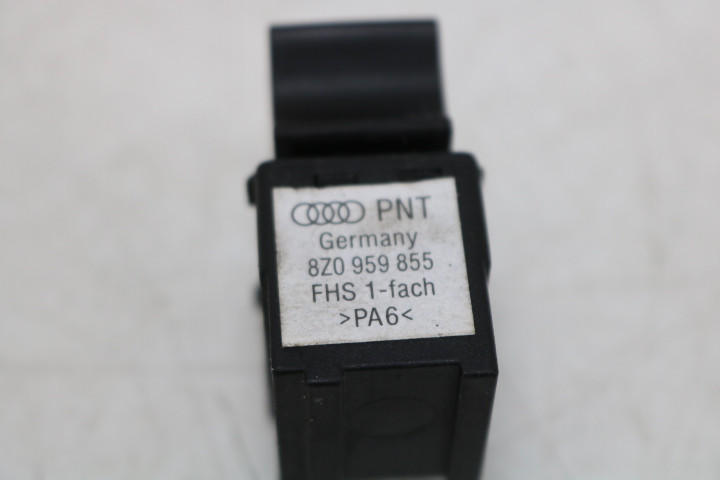 PNT
Germany
8Z0 959 855
FHS 1-fach
>PA6<